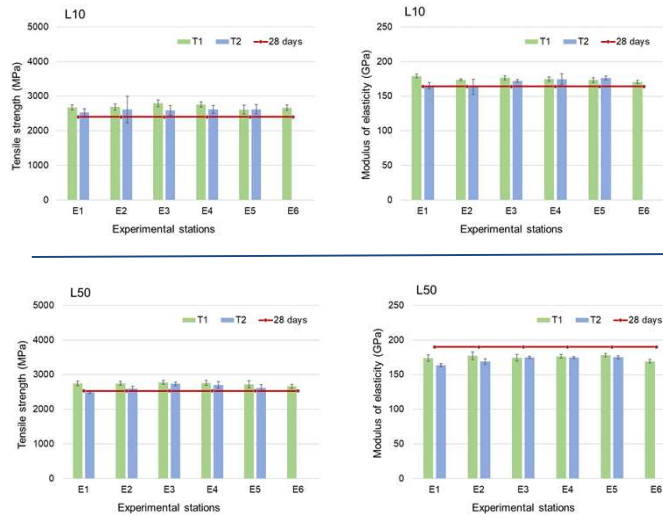 L10
T1 T2 28 days
Tensile strength (MPa)
5000
4000
3000
2000
1000
0
E1 E2 E3 E4 E5 E6
Experimental stations
L10
T1 T2 28 days
Modulus of elasticity (GPa)
250
200
150
100
50
0
E1 E2 E3 E4 E5 E6
Experimental stations
L50
T1 T2 28 days
Tensile strength (MPa)
5000
4000
3000
2000
1000
0
E1 E2 E3 E4 E5 E6
Experimental stations
L50
T1 T2 28 days
Modulus of elasticity (GPa)
250
200
150
100
50
0
E1 E2 E3 E4 E5 E6
Experimental stations